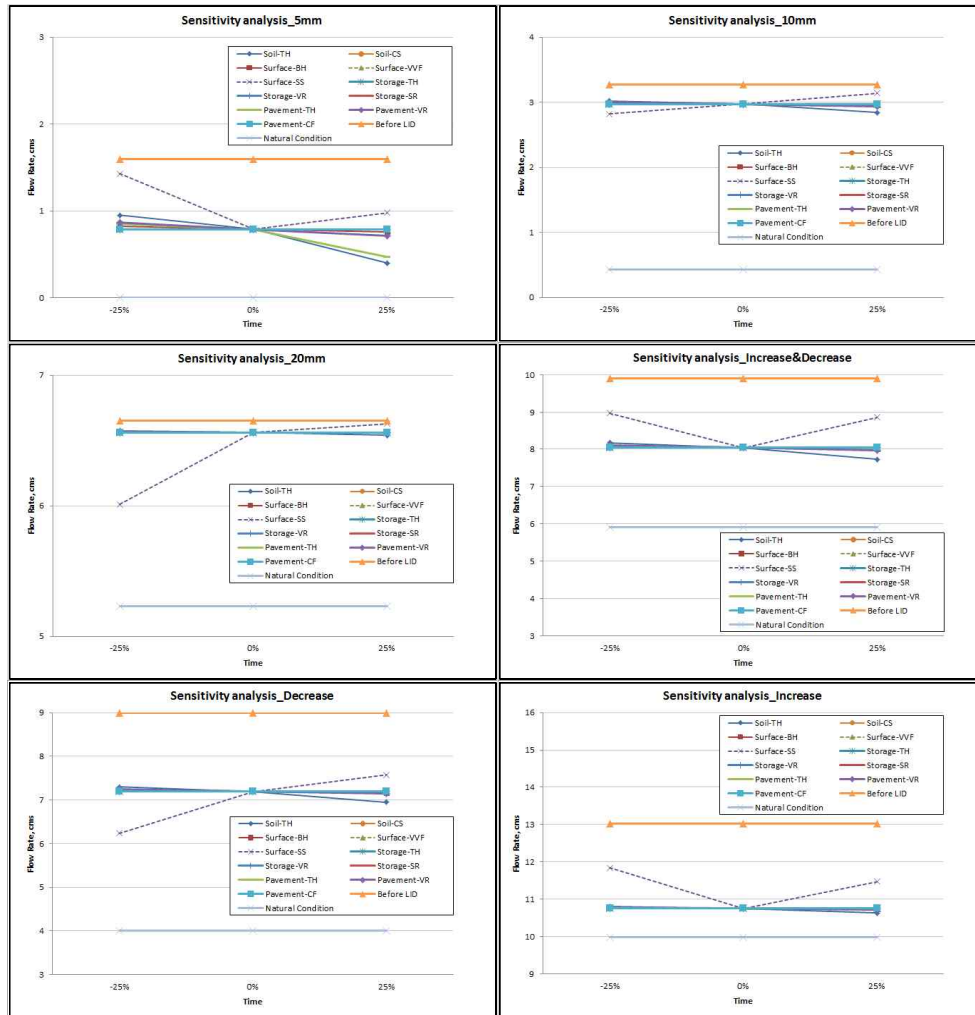 Sensitivity analysis_5mm
3
2
1
0
Flow Rate, cms
Soil-TH Soil-CS
Surface-BH Surface-VVF
Surface-SS Storage-TH
Storage-VR Storage-SR
Pavement-TH Pavement-VR
Pavement-CF Before LID
Natural Condition
-25% 0% 25%
Time
Sensitivity analysis_10mm
4
3
2
1
0
Flow Rate, cms
Soil-TH Soil-CS
Surface-BH Surface-VVF
Surface-SS Storage-TH
Storage-VR Storage-SR
Pavement-TH Pavement-VR
Pavement-CF Before LID
Natural Condition
-25% 0% 25%
Time
Sensitivity analysis_20mm
7
6
5
Flow Rate, cms
Soil-TH Soil-CS
Surface-BH Surface-VVF
Surface-SS Storage-TH
Storage-VR Storage-SR
Pavement-TH Pavement-VR
Pavement-CF Before LID
Natural Condition
-25% 0% 25%
Time
Sensitivity analysis_Increase&Decrease
10
9
8
7
6
5
4
3
Flow Rate, cms
Soil-TH Soil-CS
Surface-BH Surface-VVF
Surface-SS Storage-TH
Storage-VR Storage-SR
Pavement-TH Pavement-VR
Pavement-CF Before LID
Natural Condition
-25% 0% 25%
Time
Sensitivity analysis_Decrease
9
8
7
6
5
4
3
Flow Rate, cms
Soil-TH Soil-CS
Surface-BH Surface-VVF
Surface-SS Storage-TH
Storage-VR Storage-SR
Pavement-TH Pavement-VR
Pavement-CF Before LID
Natural Condition
-25% 0% 25%
Time
Sensitivity analysis_Increase
16
15
14
13
12
11
10
9
Flow Rate, cms
Soil-TH Soil-CS
Surface-BH Surface-VVF
Surface-SS Storage-TH
Storage-VR Storage-SR
Pavement-TH Pavement-VR
Pavement-CF Before LID
Natural Condition
-25% 0% 25%
Time